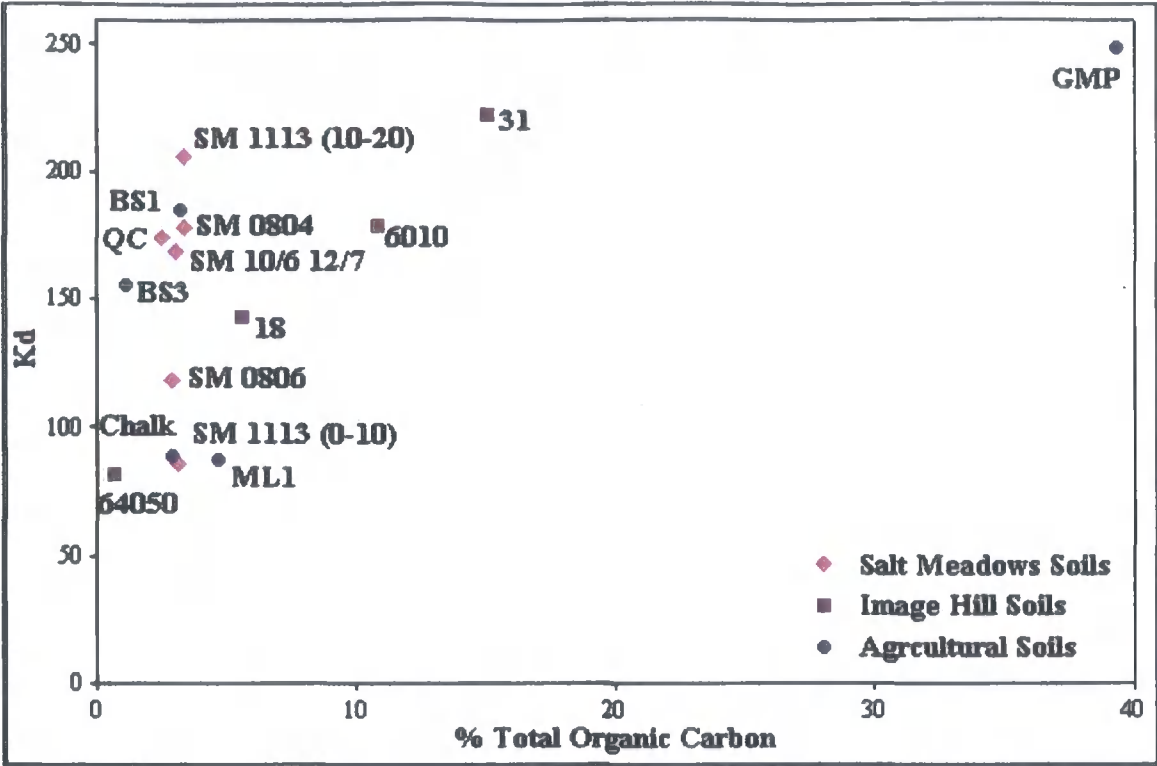 250
GMP
31
SM 1113 (10-20)
200
BS1
SM 0804
QC
6010
SM 10/6 12/7
BS3
150
18
Kd
SM 0806
100
Chalk
SM 1113 (0-10)
ML1
64050
50
Salt Meadows Soils
Image Hill Soils
Agrcultural Soils
0
0
10
20
30
40
% Total Organic Carbon